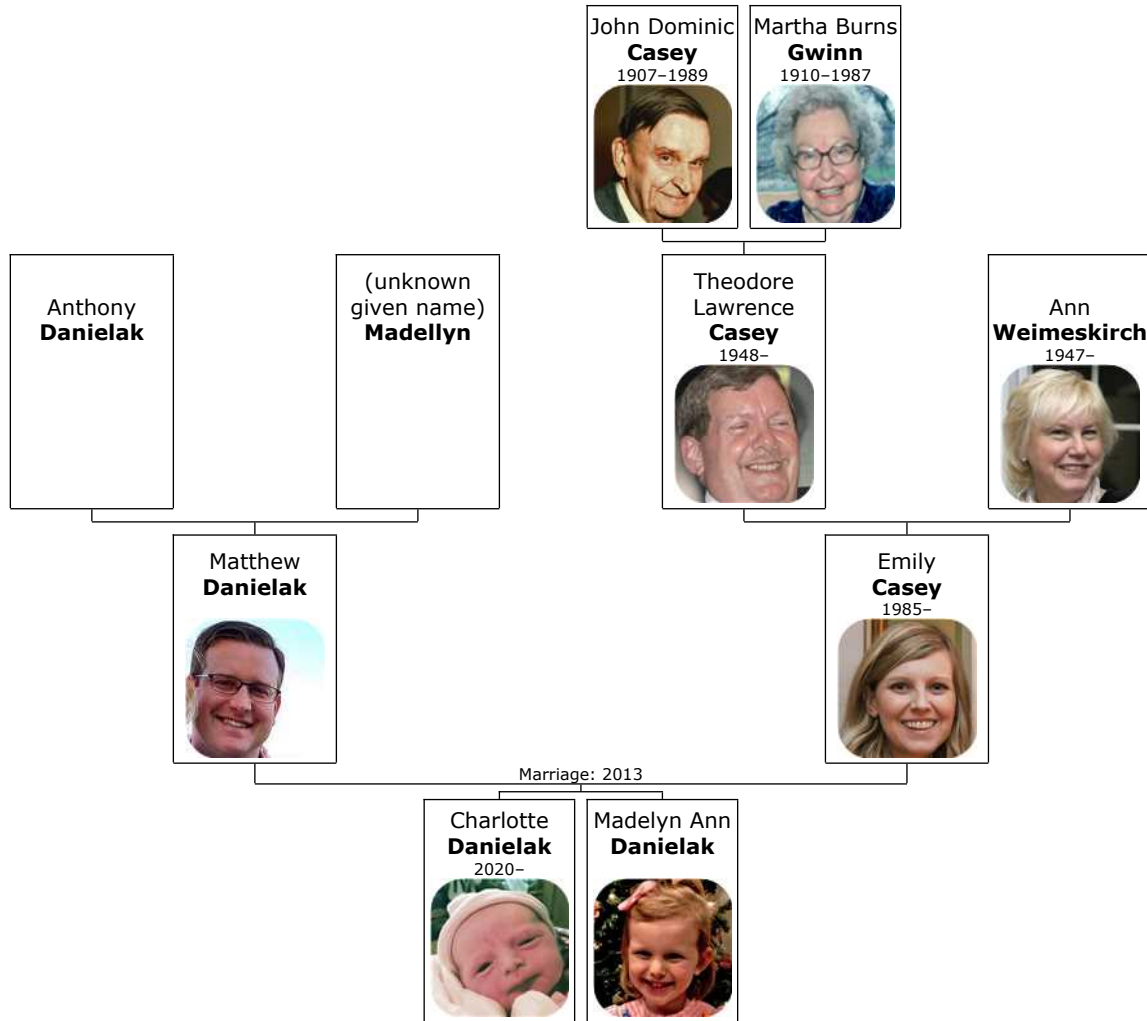 John Dominic
Casey
1907–1989
Martha Burns
Gwinn
1910–1987
Anthony
Danielak
(unknown
given name)
Madellyn
Theodore
Lawrence
Casey
1948–
Ann
Weimeskirch
1947–
Matthew
Danielak
Emily
Casey
1985–
Marriage: 2013
Charlotte
Danielak
2020–
Madelyn Ann
Danielak